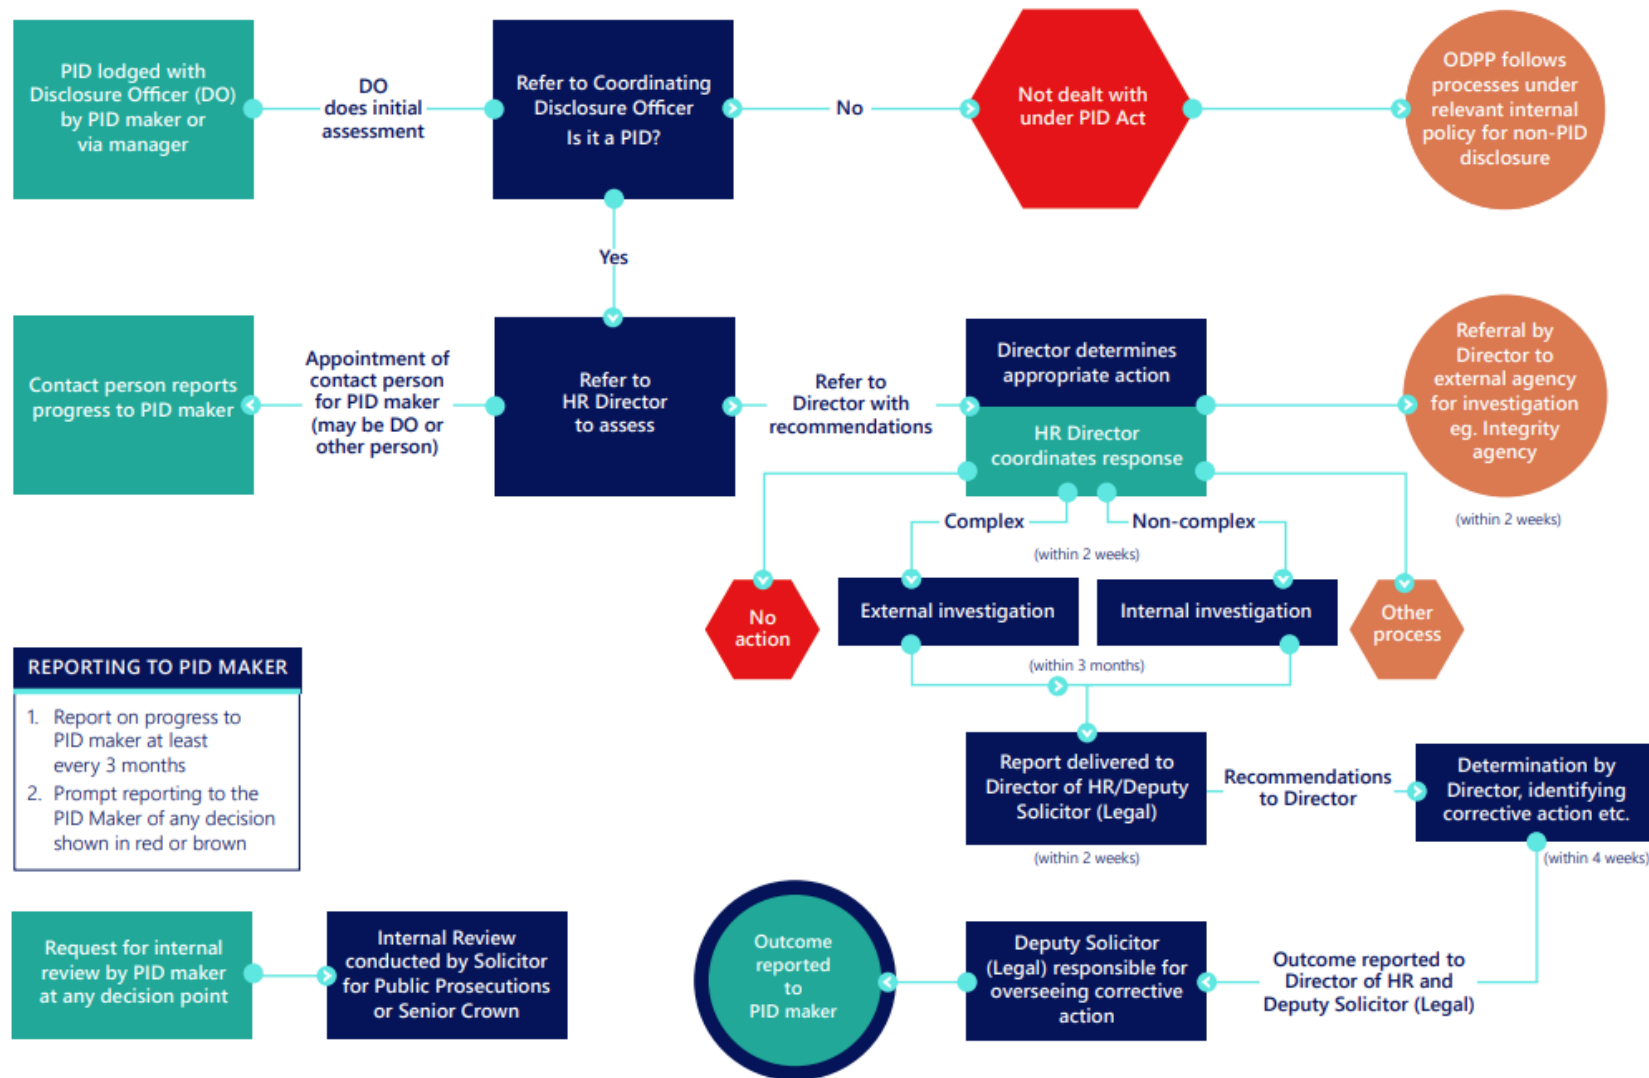 PID lodged with
Disclosure Officer (DO)
by PID maker or
via manager
DO
does initial
assessment
Refer to Coordinating
Disclosure Officer
Is it a PID?
No
Not dealt with
under PID Act
ODPP follows
processes under
relevant internal
policy for non-PID
disclosure
Yes
Contact person reports
progress to PID maker
Appointment of
contact person
for PID maker
(may be DO or
other person)
Refer to
HR Director
to assess
Refer to
Director with
recommendations
Director determines
appropriate action
HR Director
coordinates response
Referral by
Director to
external agency
for investigation
eg. Integrity
agency
(within 2 weeks)
Complex
Non-complex
(within 2 weeks)
No
action
External investigation
Internal investigation
Other
process
(within 3 months)
REPORTING TO PID MAKER
1. Report on progress to
PID maker at least
every 3 months
2. Prompt reporting to the
PID Maker of any decision
shown in red or brown
Report delivered to
Director of HR/Deputy
Solicitor (Legal)
(within 2 weeks)
Recommendations
to Director
Determination by
Director, identifying
corrective action etc.
(within 4 weeks)
Request for internal
review by PID maker
at any decision point
Internal Review
conducted by Solicitor
for Public Prosecutions
or Senior Crown
Outcome
reported
to
PID maker
Deputy Solicitor
(Legal) responsible for
overseeing corrective
action
Outcome reported to
Director of HR and
Deputy Solicitor (Legal)